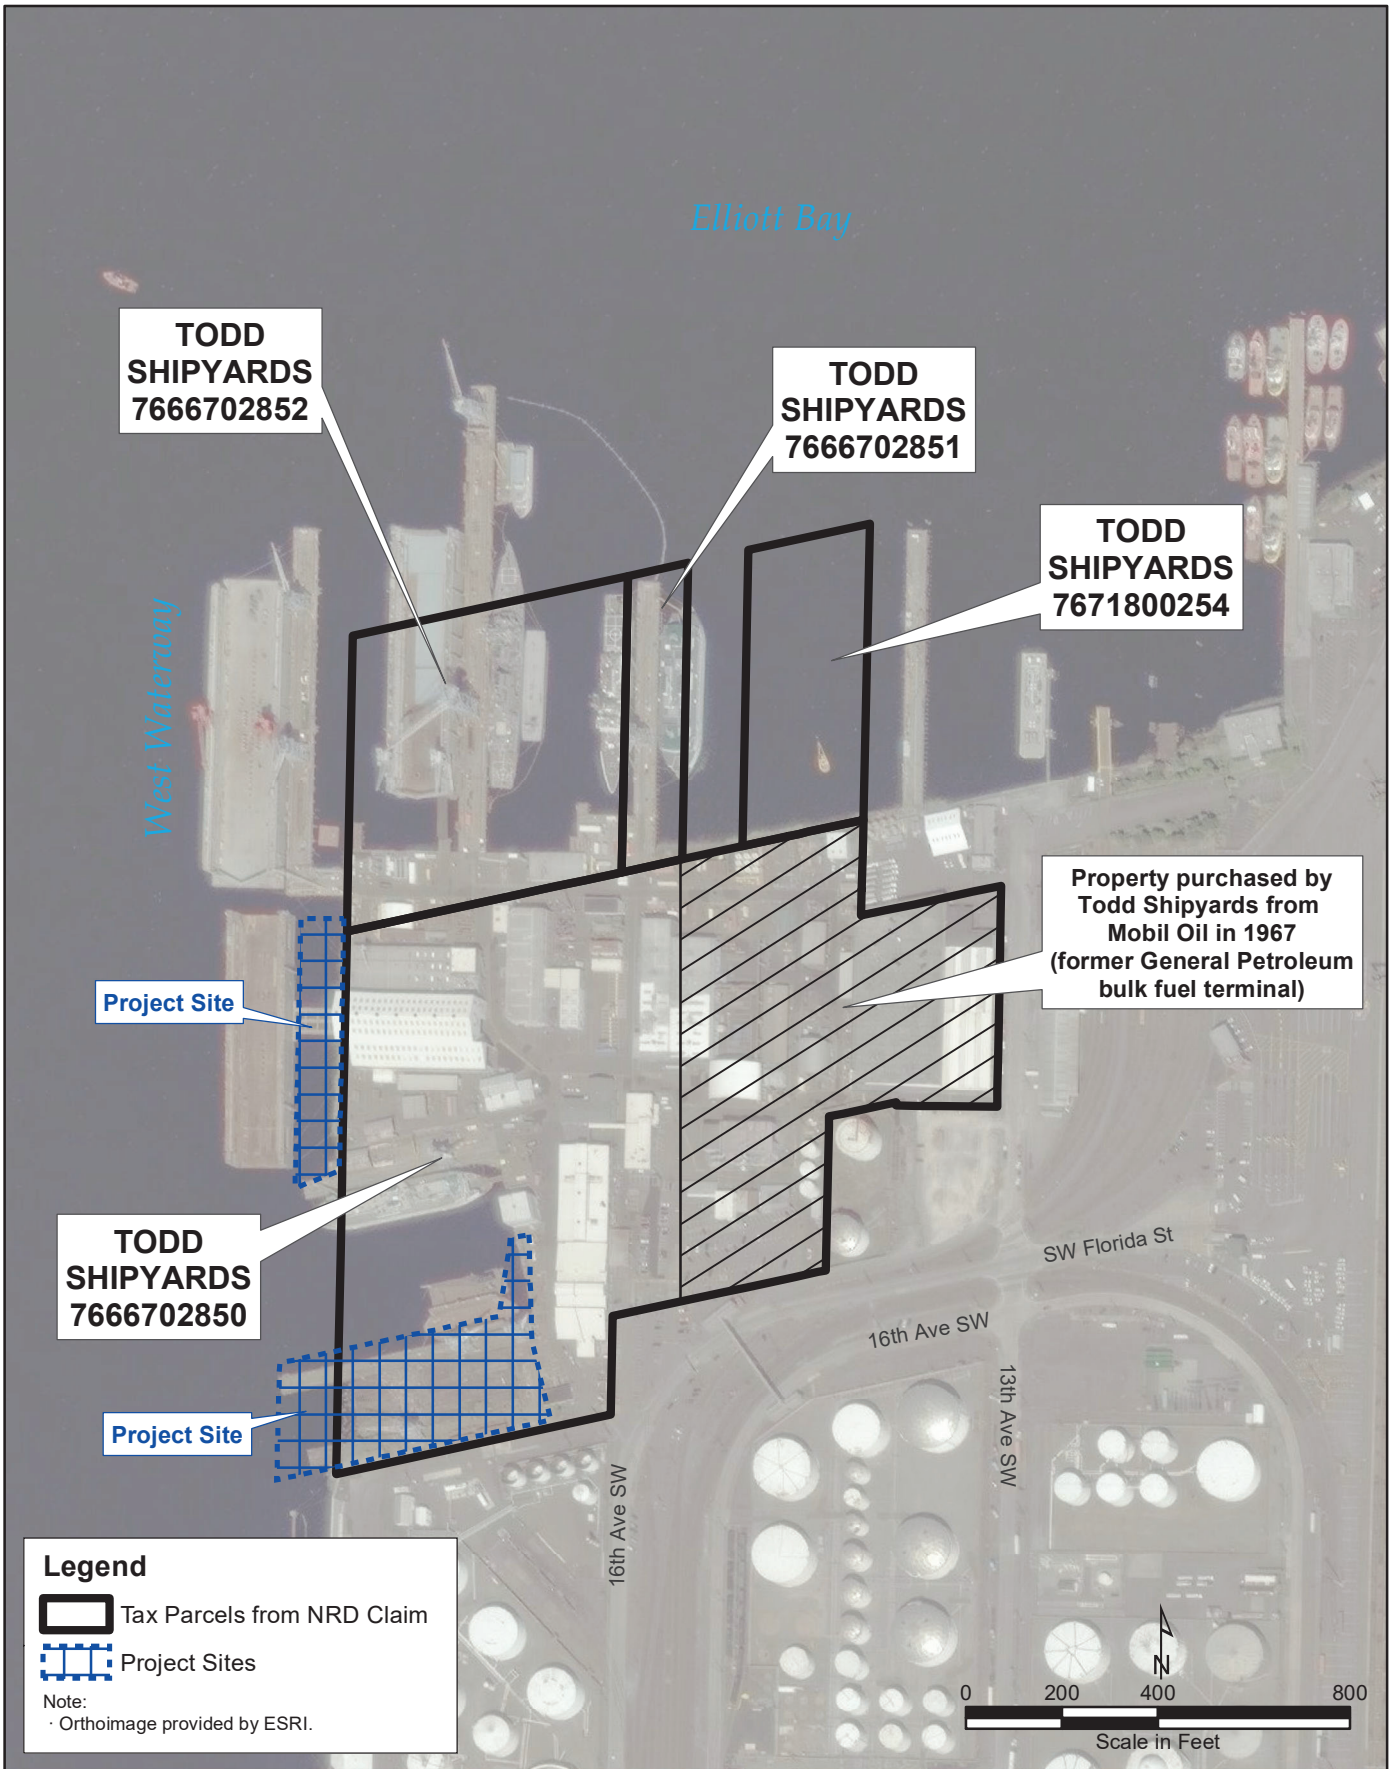 Elliott Bay
TODD
SHIPYARDS
7666702852
TODD
SHIPYARDS
7666702851
TODD
SHIPYARDS
7671800254
West Waterway
Property purchased by
Todd Shipyards from
Mobil Oil in 1967
(former General Petroleum
bulk fuel terminal)
Project Site
TODD
SHIPYARDS
7666702850
SW Florida St
16th Ave SW
13th Ave SW
Project Site
16th Ave SW
Legend
Tax Parcels from NRD Claim
Project Sites
Note:
· Orthoimage provided by ESRI.
N
0 200 400 800
Scale in Feet